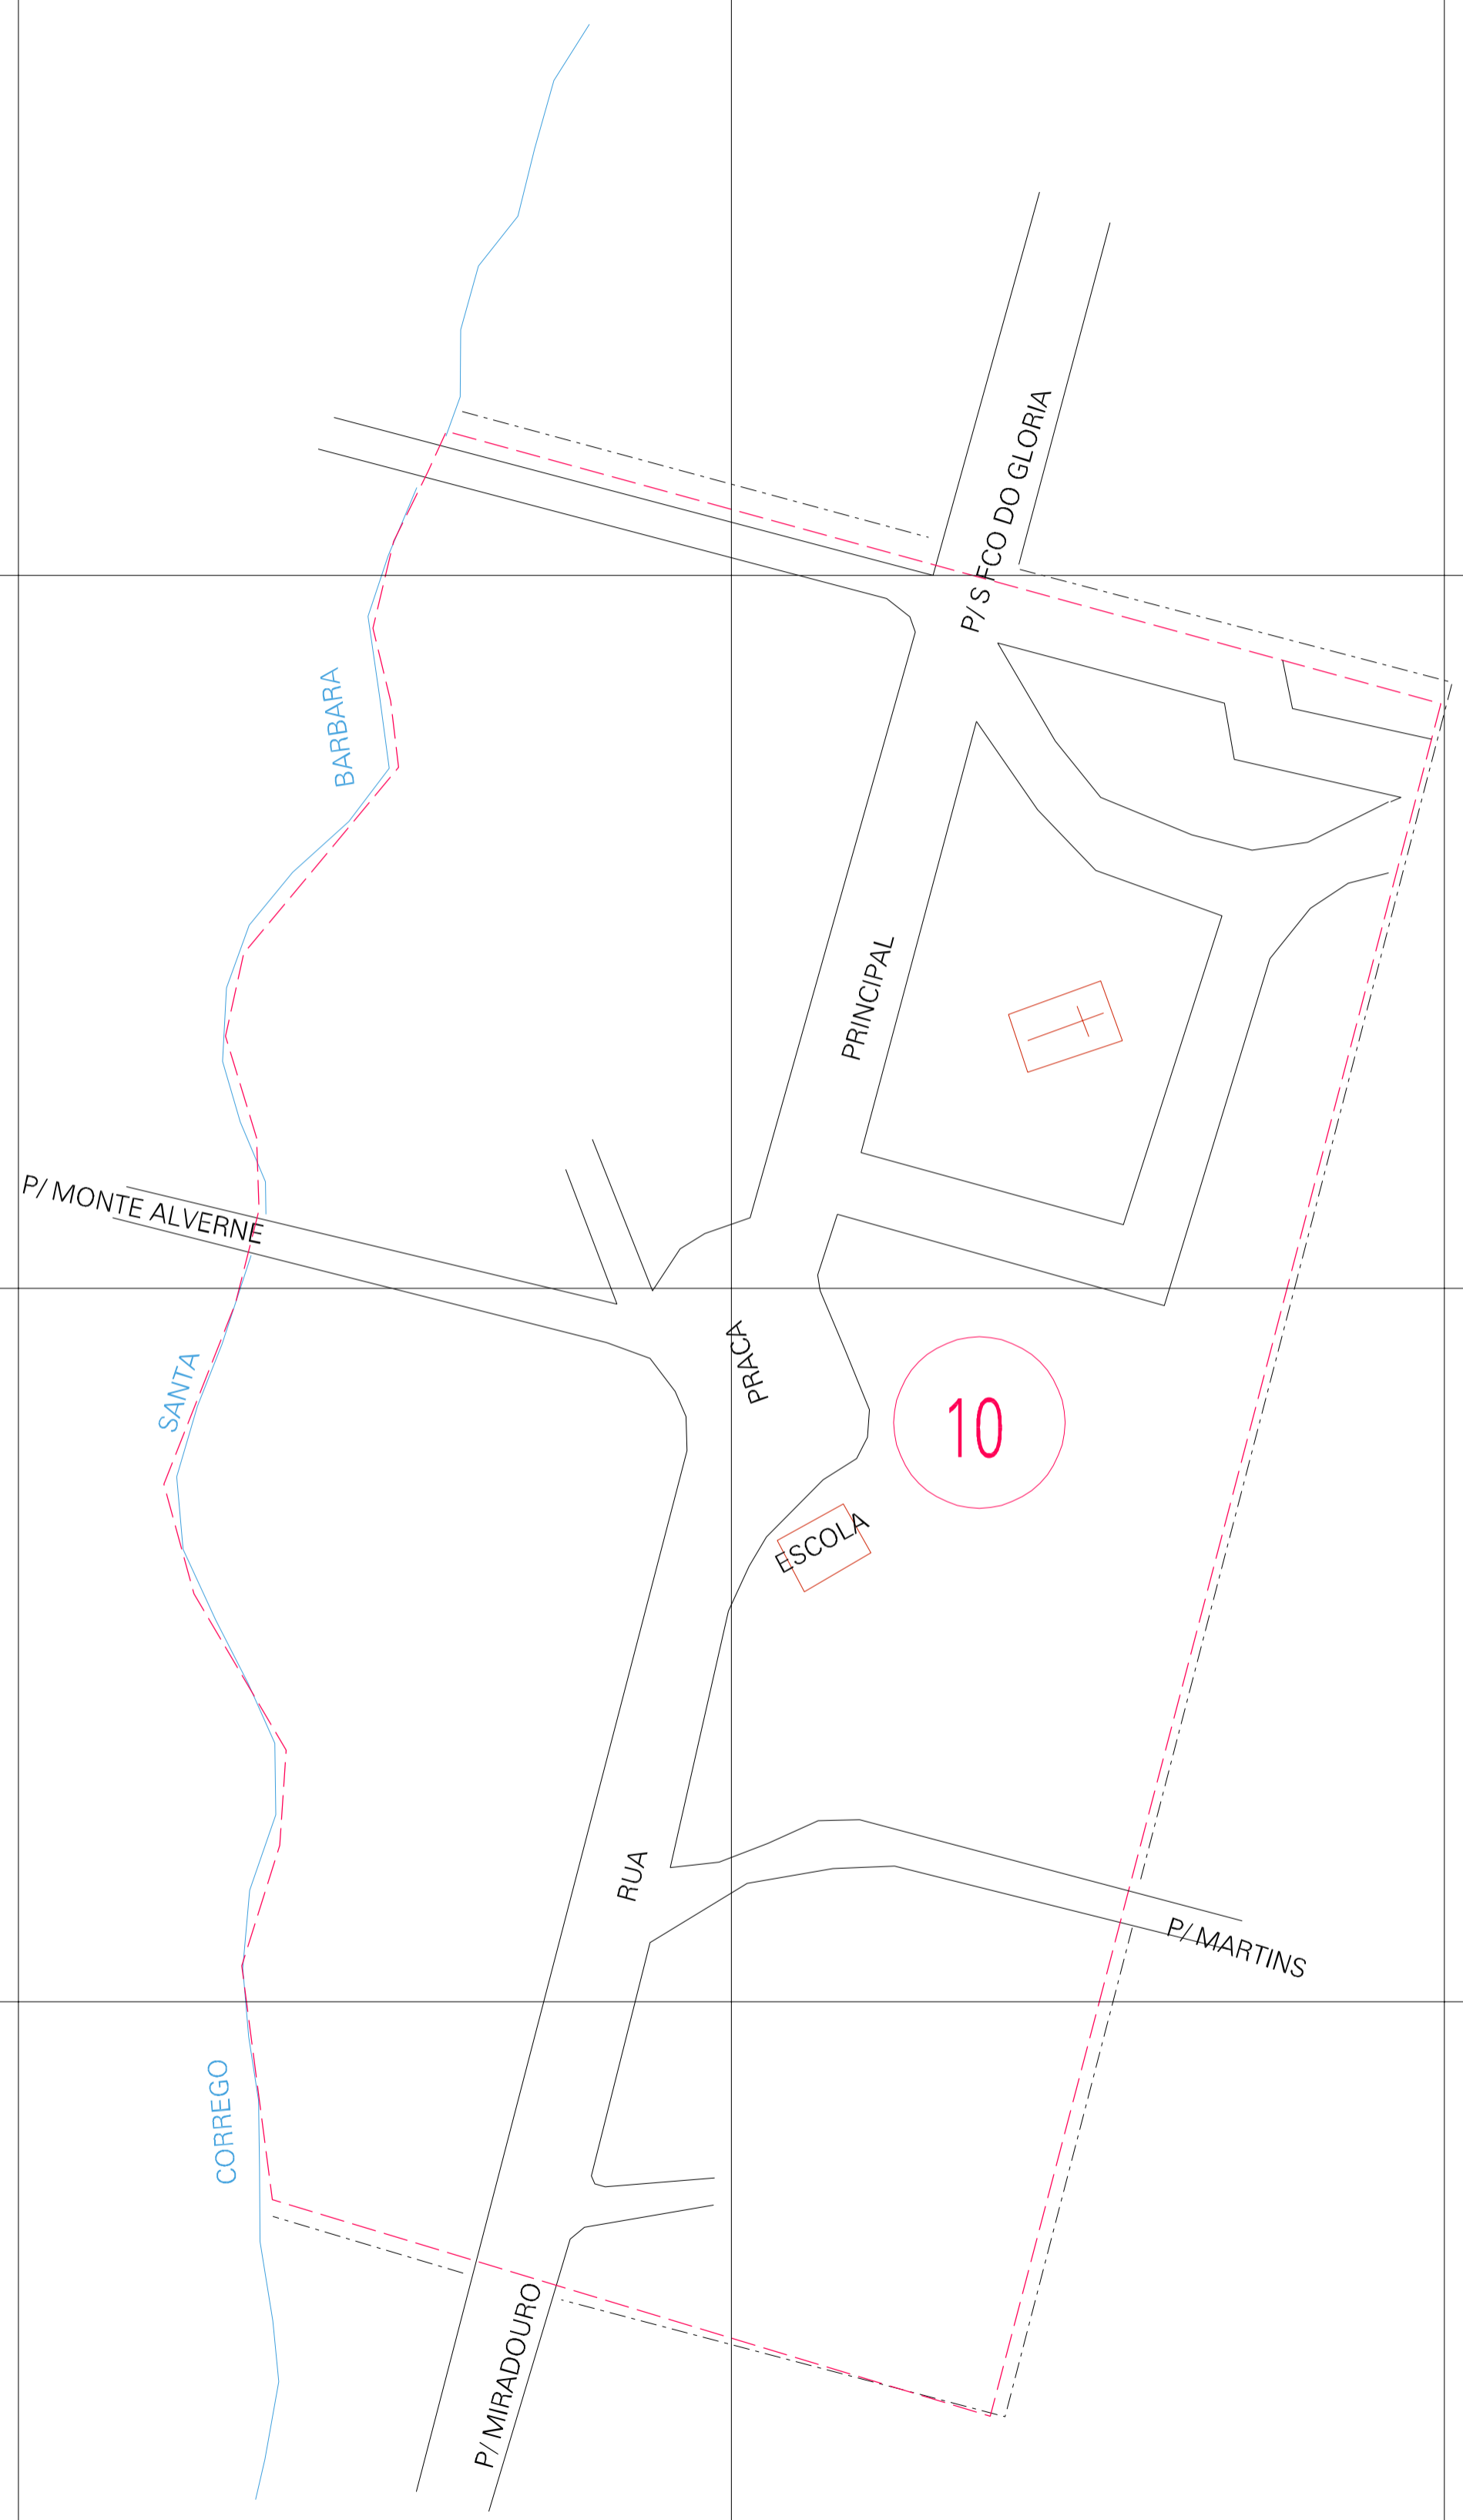 P/ S FCO DO GLORIA
BARBARA
PRINCIPAL
P/ MONTE ALVERNE
PRACA
SANTA
10
ESCOLA
RUA
P/ MARTINS
CORREGO
P/ MIRADOURO